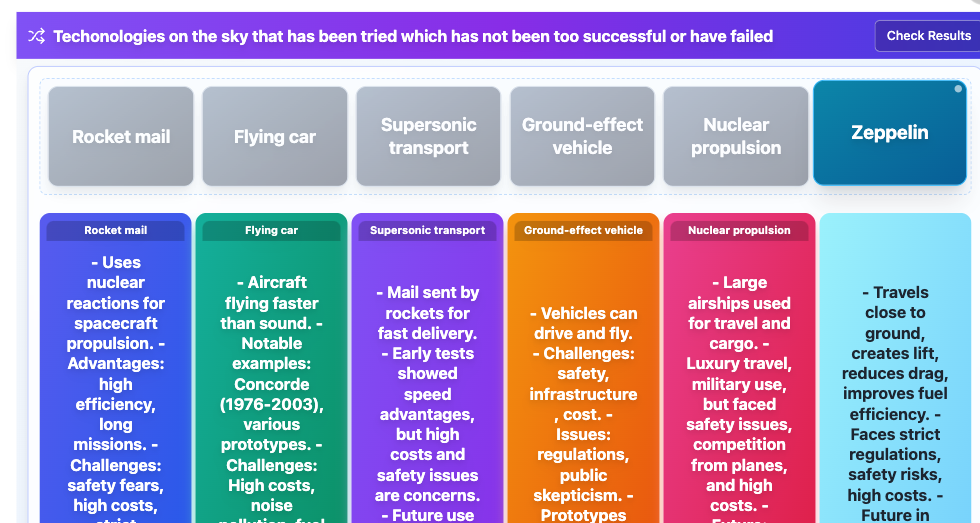 Techonologies on the sky that has been tried which has not been too successful or have failed
Check Results
Rocket mail
Flying car
Supersonic
transport
Ground-effect
vehicle
Nuclear
propulsion
Zeppelin
Rocket mail
- Uses
nuclear
reactions for
spacecraft
propulsion. -
Advantages:
high
efficiency,
long
missions. -
Challenges:
safety fears,
high costs,
strict
Flying car
- Aircraft
flying faster
than sound. -
Notable
examples:
Concorde
(1976-2003),
various
prototypes. -
Challenges:
High costs,
noise
pollution, fuel
Supersonic transport
- Mail sent by
rockets for
fast delivery.
- Early tests
showed
speed
advantages,
but high
costs and
safety issues
are concerns.
- Future use
Ground-effect vehicle
- Vehicles can
drive and fly.
- Challenges:
safety,
infrastructure
, cost. -
Issues:
regulations,
public
skepticism. -
Prototypes
Nuclear propulsion
- Large
airships used
for travel and
cargo. -
Luxury travel,
military use,
but faced
safety issues,
competition
from planes,
and high
costs. -
Future:
- Travels
close to
ground,
creates lift,
reduces drag,
improves fuel
efficiency. -
Faces strict
regulations,
safety risks,
high costs. -
Future in